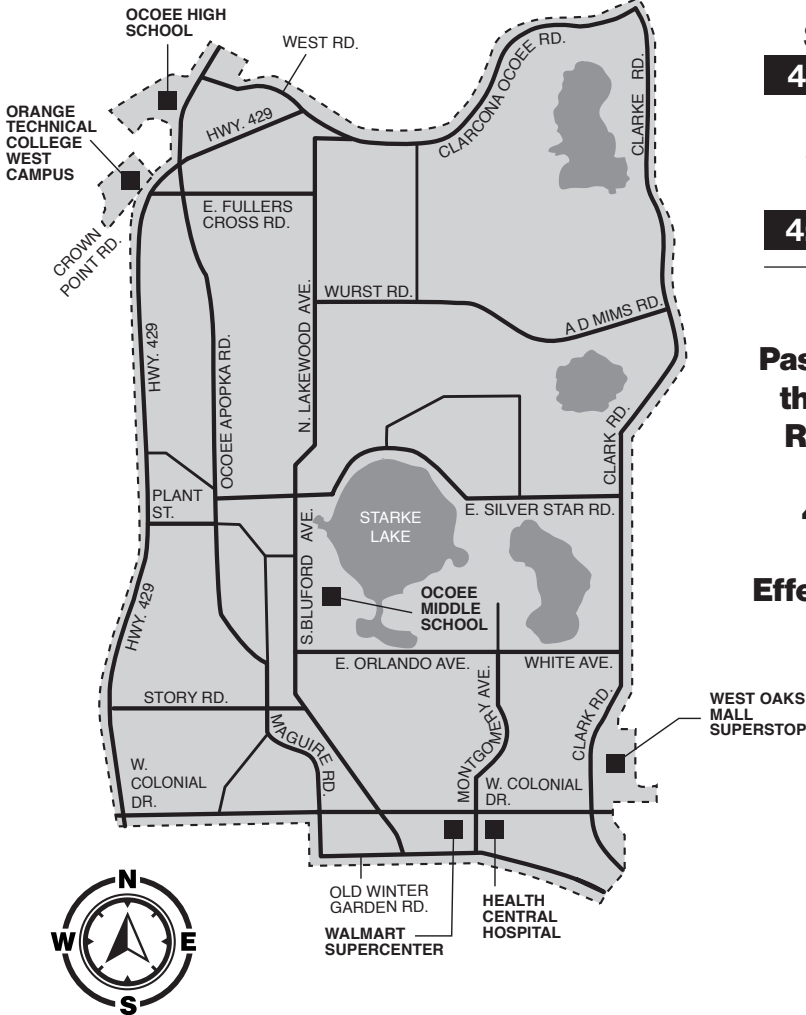 OCOEE HIGH
SCHOOL
WEST RD.
CLARCONA OCOEE RD.
CLARKE RD.
ORANGE
TECHNICAL
COLLEGE
WEST
CAMPUS
HWY. 429
E. FULLERS
CROSS RD.
CROWN
POINT RD.
WURST RD.
A D MIMS RD.
HWY. 429
OCOEE APOPKA RD.
N. LAKEWOOD AVE.
CLARK RD.
PLANT
ST.
STARKE
LAKE
E. SILVER STAR RD.
S.BLUFORD AVE.
OCOEE
MIDDLE
SCHOOL
HWY. 429
E. ORLANDO AVE.
WHITE AVE.
STORY RD.
MAGUIRE RD.
MONTGOMERY AVE.
CLARK RD.
WEST OAKS
MALL
SUPERSTOP
W.
COLONIAL
DR.
W. COLONIAL
DR.
OLD WINTER
GARDEN RD.
WALMART
SUPERCENTER
HEALTH
CENTRAL
HOSPITAL
N
W E
S
4
Pas
th
R
Effe